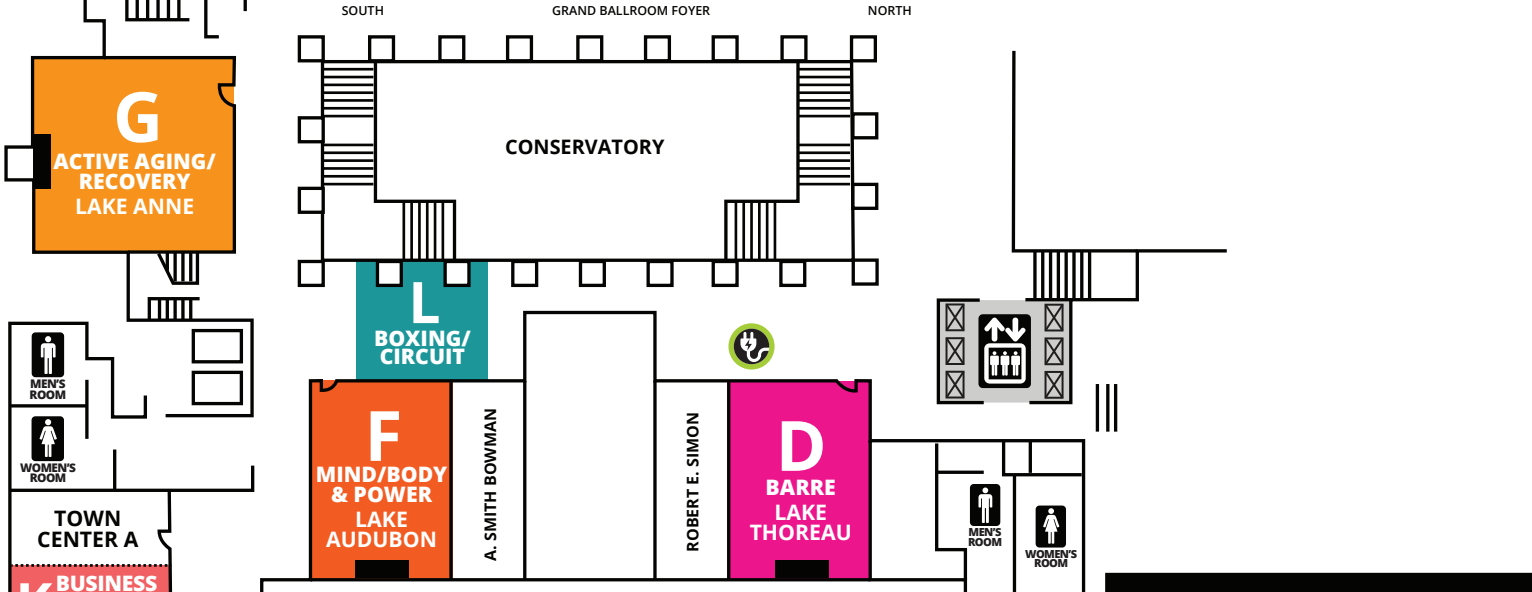 SOUTH
GRAND BALLROOM FOYER
NORTH
G
ACTIVE AGING/
RECOVERY
LAKE ANNE
CONSERVATORY
L
BOXING/
CIRCUIT
MEN'S
ROOM
WOMEN'S
ROOM
F
MIND/BODY
& POWER
LAKE
AUDUBON
A. SMITH BOWMAN
ROBERT E. SIMON
D
BARRE
LAKE
THOREAU
MEN'S
ROOM
WOMEN'S
ROOM
TOWN
CENTER A
K
BUSINESS